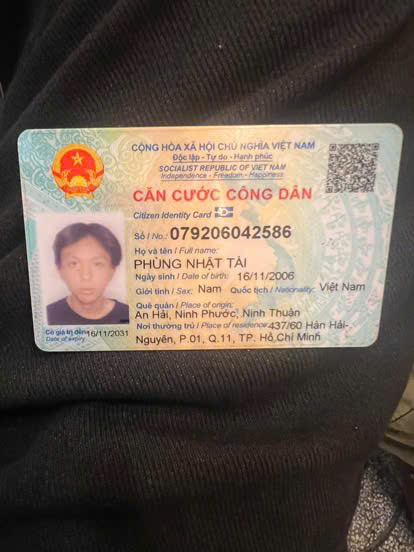 CỘNG HÒA XÃ HỘI CHỦ NGHĨA VIỆT NAM
Độc lập - Tự do - Hạnh phúc
SOCIALIST REPUBLIC OF VIET NAM
Independence - Freedom - Happiness
CĂN CƯỚC CÔNG DÂN
Citizen Identity Card
Số / No.: 079206042586
Họ và tên / Full name:
PHÙNG NHẬT TÀI
Ngày sinh / Date of birth: 16/11/2006
Giới tính / Sex: Nam Quốc tịch / Nationality: Việt Nam
Quê quán / Place of origin:
An Hải, Ninh Phước, Ninh Thuận
Nơi thường trú / Place of residence: 437/60 Hàn Hải
Nguyên, P.01, Q.11, TP. Hồ Chí Minh
Có giá trị đến: 16/11/2031
Date of expiry